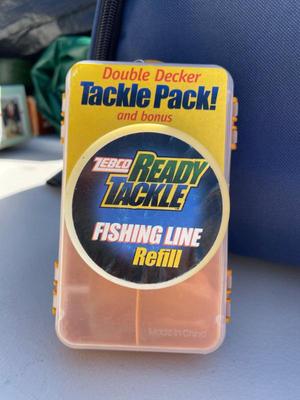 Double Decker
Tackle Pack!
and bonus
ZEBCO READY
TACKLE
FISHING LINE
Refill
Made in China